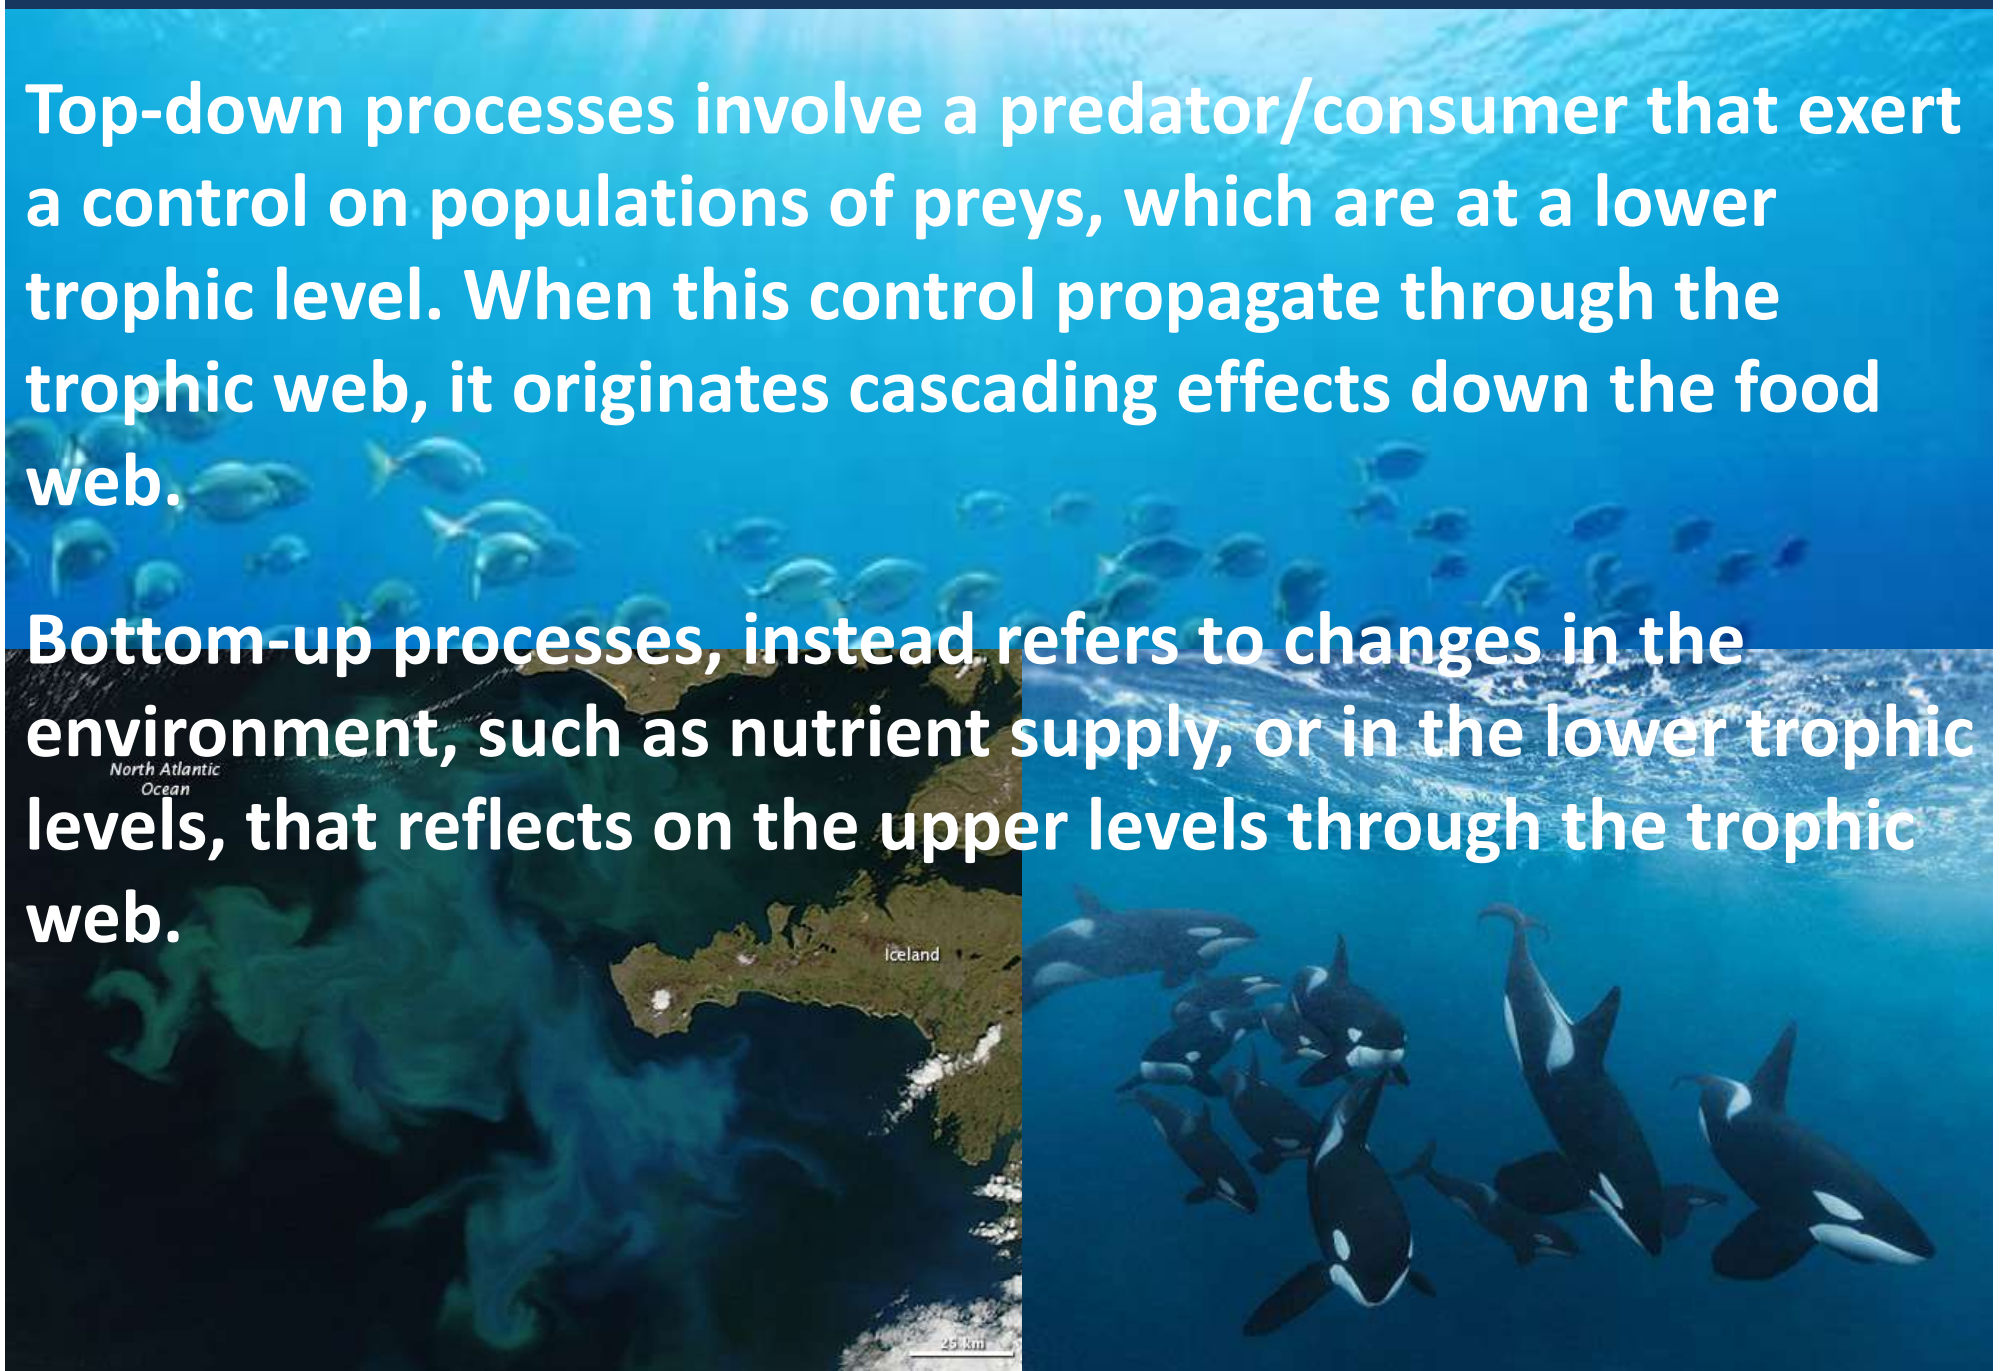 Top-down processes involve a predator/consumer that exert
a control on populations of preys, which are at a lower
trophic level. When this control propagate through the
trophic web, it originates cascading effects down the food
web.
Bottom-up processes, instead refers to changes in the
environment, such as nutrient supply, or in the lower trophic
North Atlantic
Ocean
levels, that reflects on the upper levels through the trophic
web.
Iceland
25 km